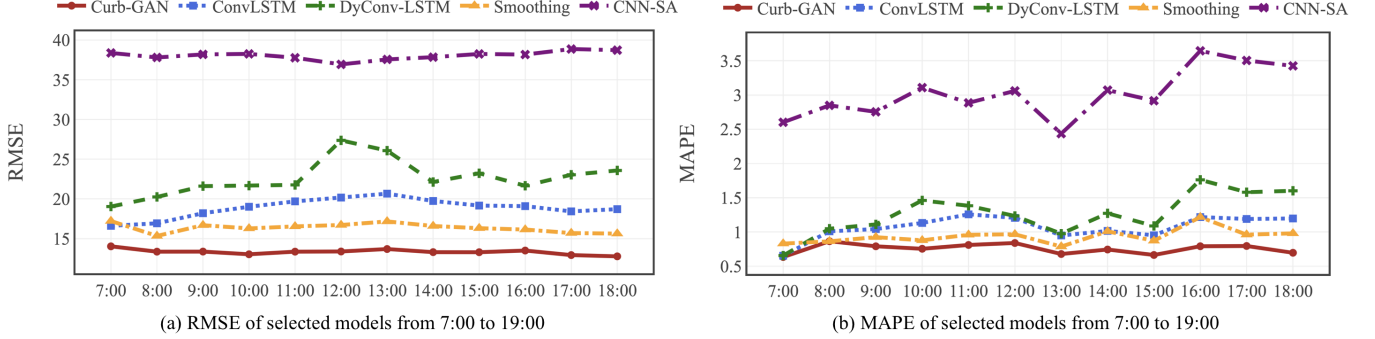 Curb-GAN ConvLSTM DyConv-LSTM Smoothing CNN-SA
RMSE
40
35
30
25
20
15
7:00 8:00 9:00 10:00 11:00 12:00 13:00 14:00 15:00 16:00 17:00 18:00
(a) RMSE of selected models from 7:00 to 19:00
Curb-GAN ConvLSTM DyConv-LSTM Smoothing CNN-SA
MAPE
3.5
3
2.5
2
1.5
1
0.5
7:00 8:00 9:00 10:00 11:00 12:00 13:00 14:00 15:00 16:00 17:00 18:00
(b) MAPE of selected models from 7:00 to 19:00